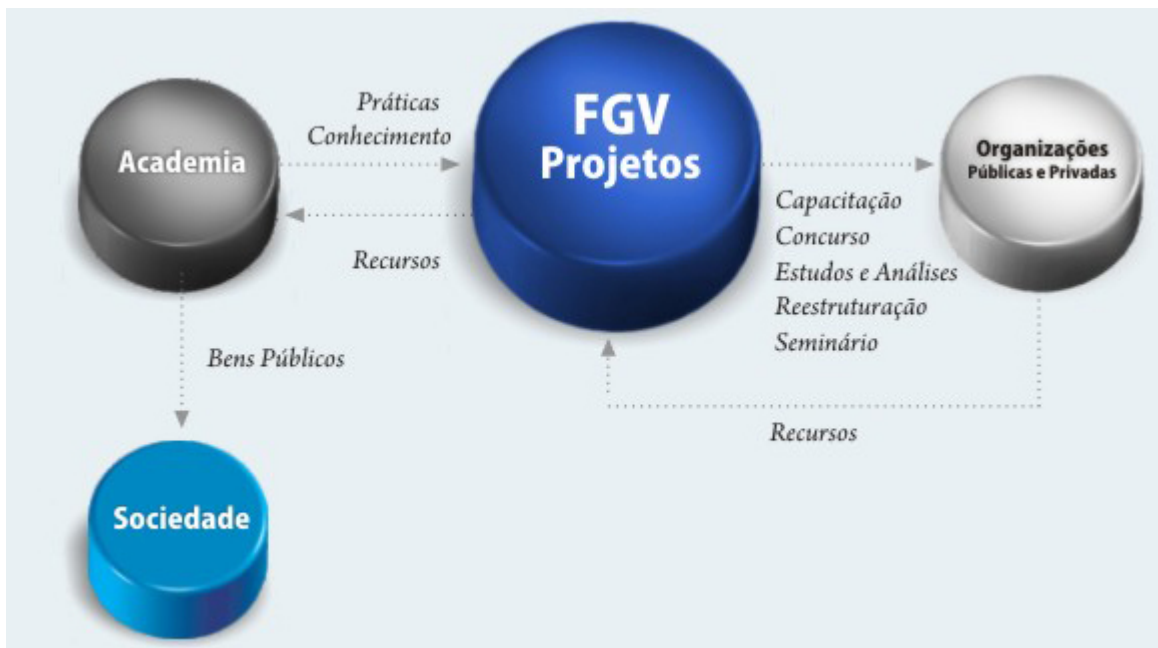 FGV
Projetos
Academia
Práticas
Conhecimento
Recursos
Organizações
Públicas e Privadas
Capacitação
Concurso
Estudos e Análises
Reestruturação
Seminário
Recursos
Bens Públicos
Sociedade